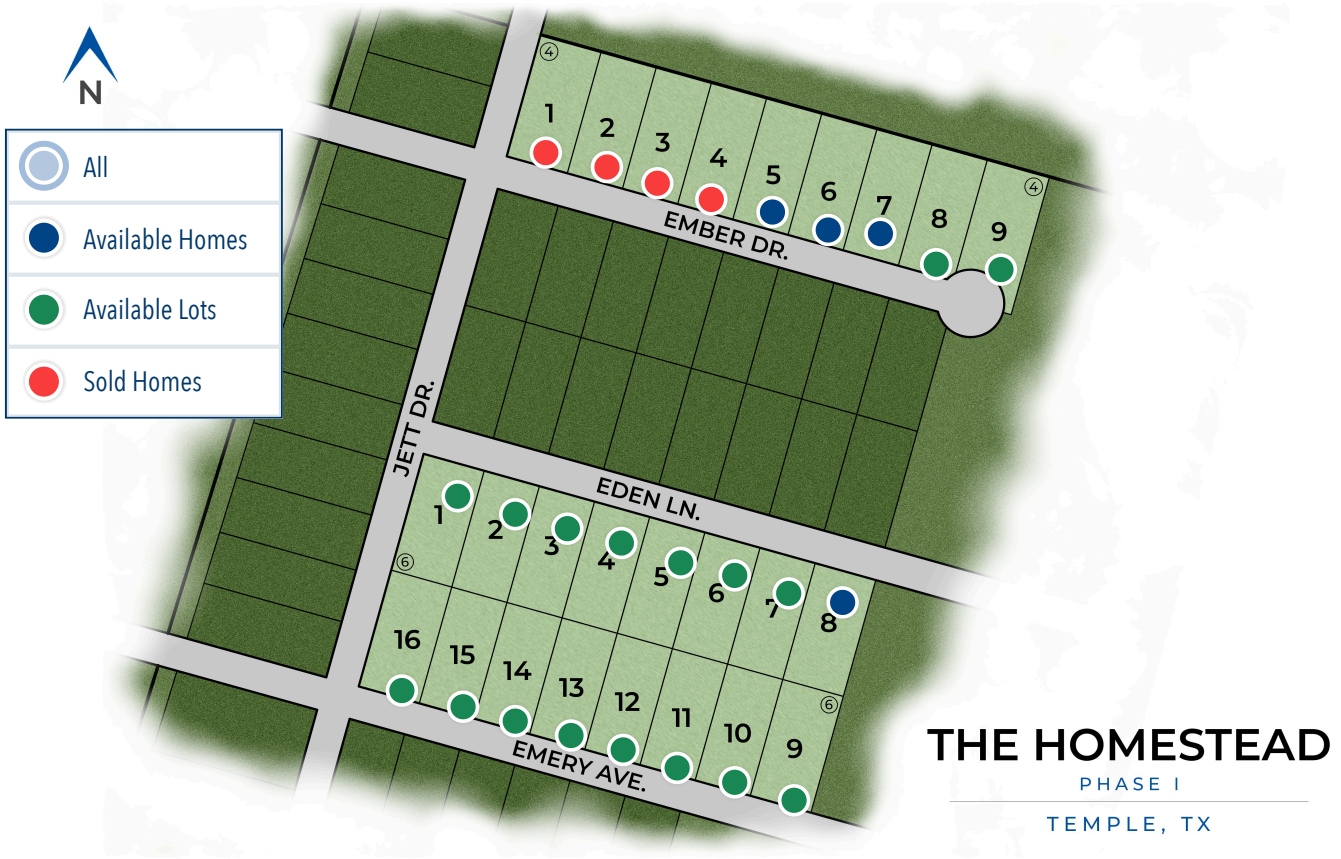 N
All
Available Homes
Available Lots
Sold Homes
4
1
2
3
4
5
6
7
8
9
4
EMBER DR.
JETT DR.
EDEN LN.
1
2
3
4
5
6
7
8
6
16
15
14
13
12
11
10
9
6
EMERY AVE.
THE HOMESTEAD
PHASE I
TEMPLE, TX